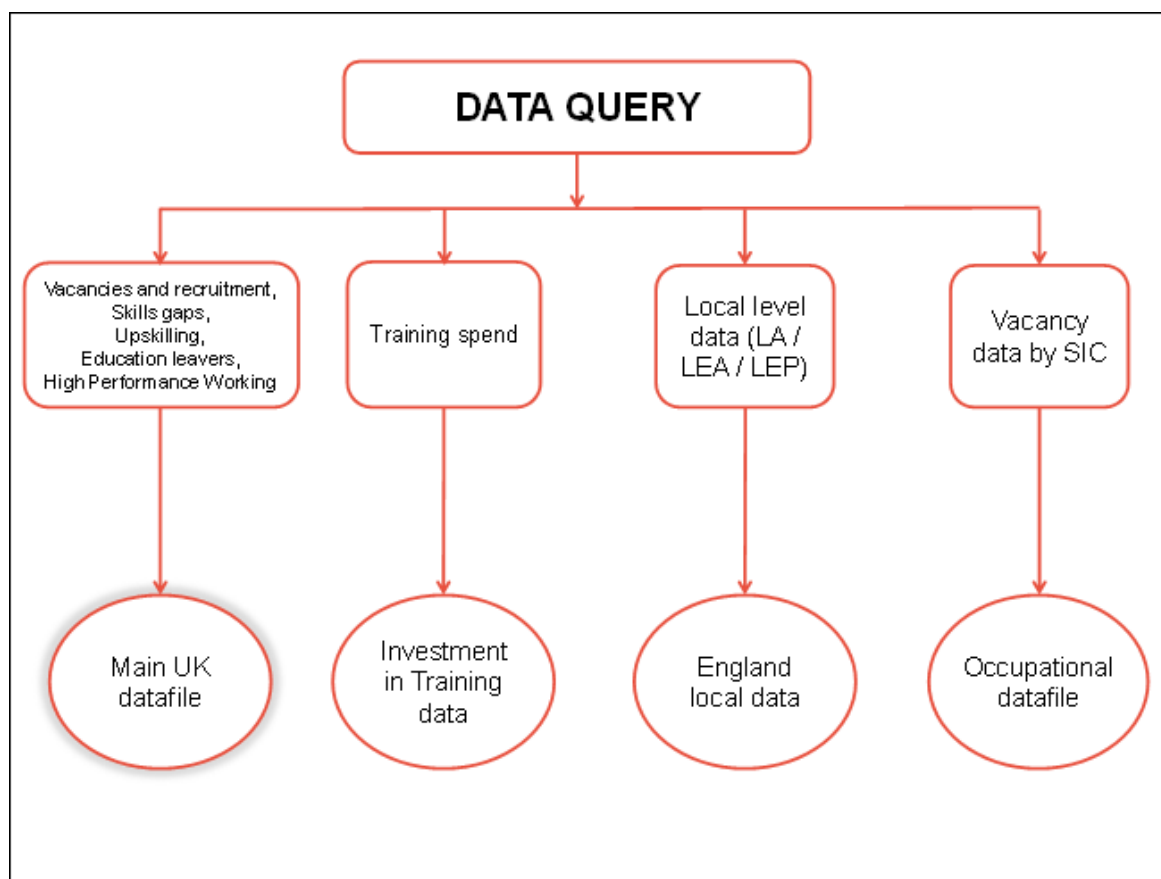 DATA QUERY
Vacancies and recruitment,
Skills gaps,
Upskilling,
Education leavers,
High Performance Working
Training spend
Local level
data (LA /
LEA / LEP)
Vacancy
data by SIC
Main UK
datafile
Investment
in Training
data
England
local data
Occupational
datafile